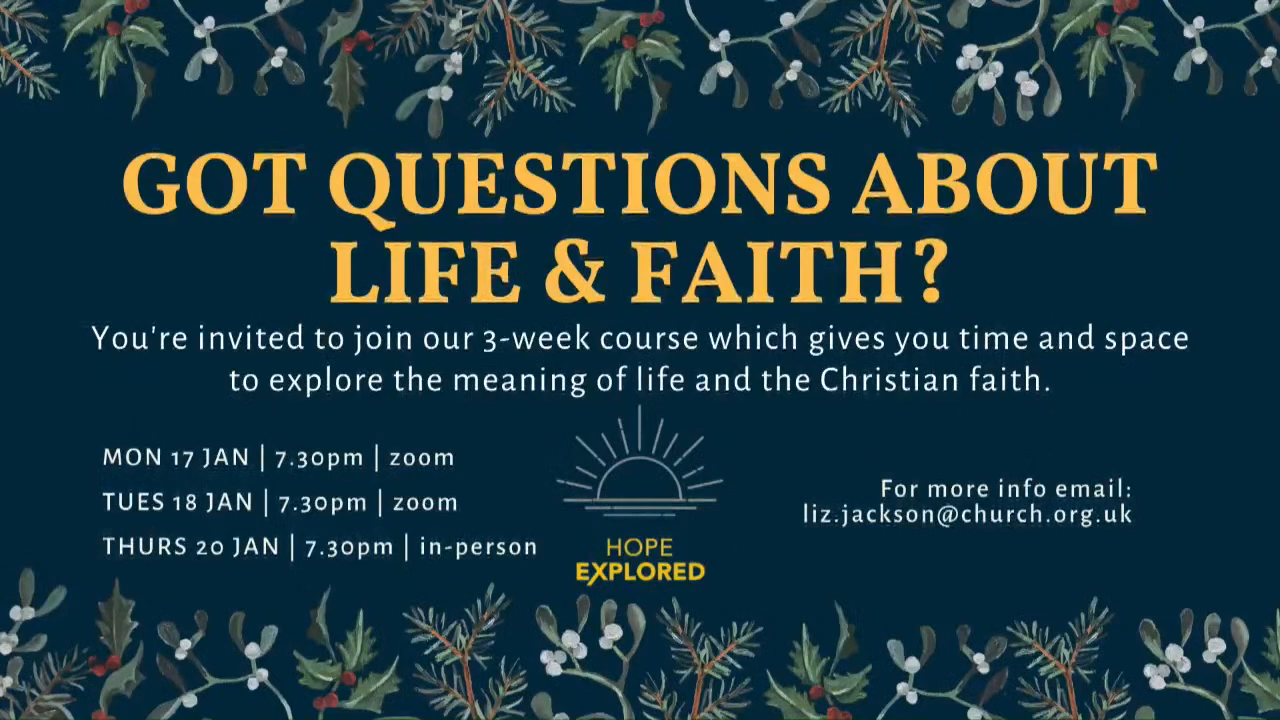 GOT QUESTIONS ABOUT
LIFE & FAITH?
You're invited to join our 3-week course which gives you time and space
to explore the meaning of life and the Christian faith.
MON 17 JAN | 7.30pm | zoom
TUES 18 JAN | 7.30pm | zoom
THURS 20 JAN | 7.30pm | in-person
HOPE
EXPLORED
For more info email:
liz.jackson@church.org.uk